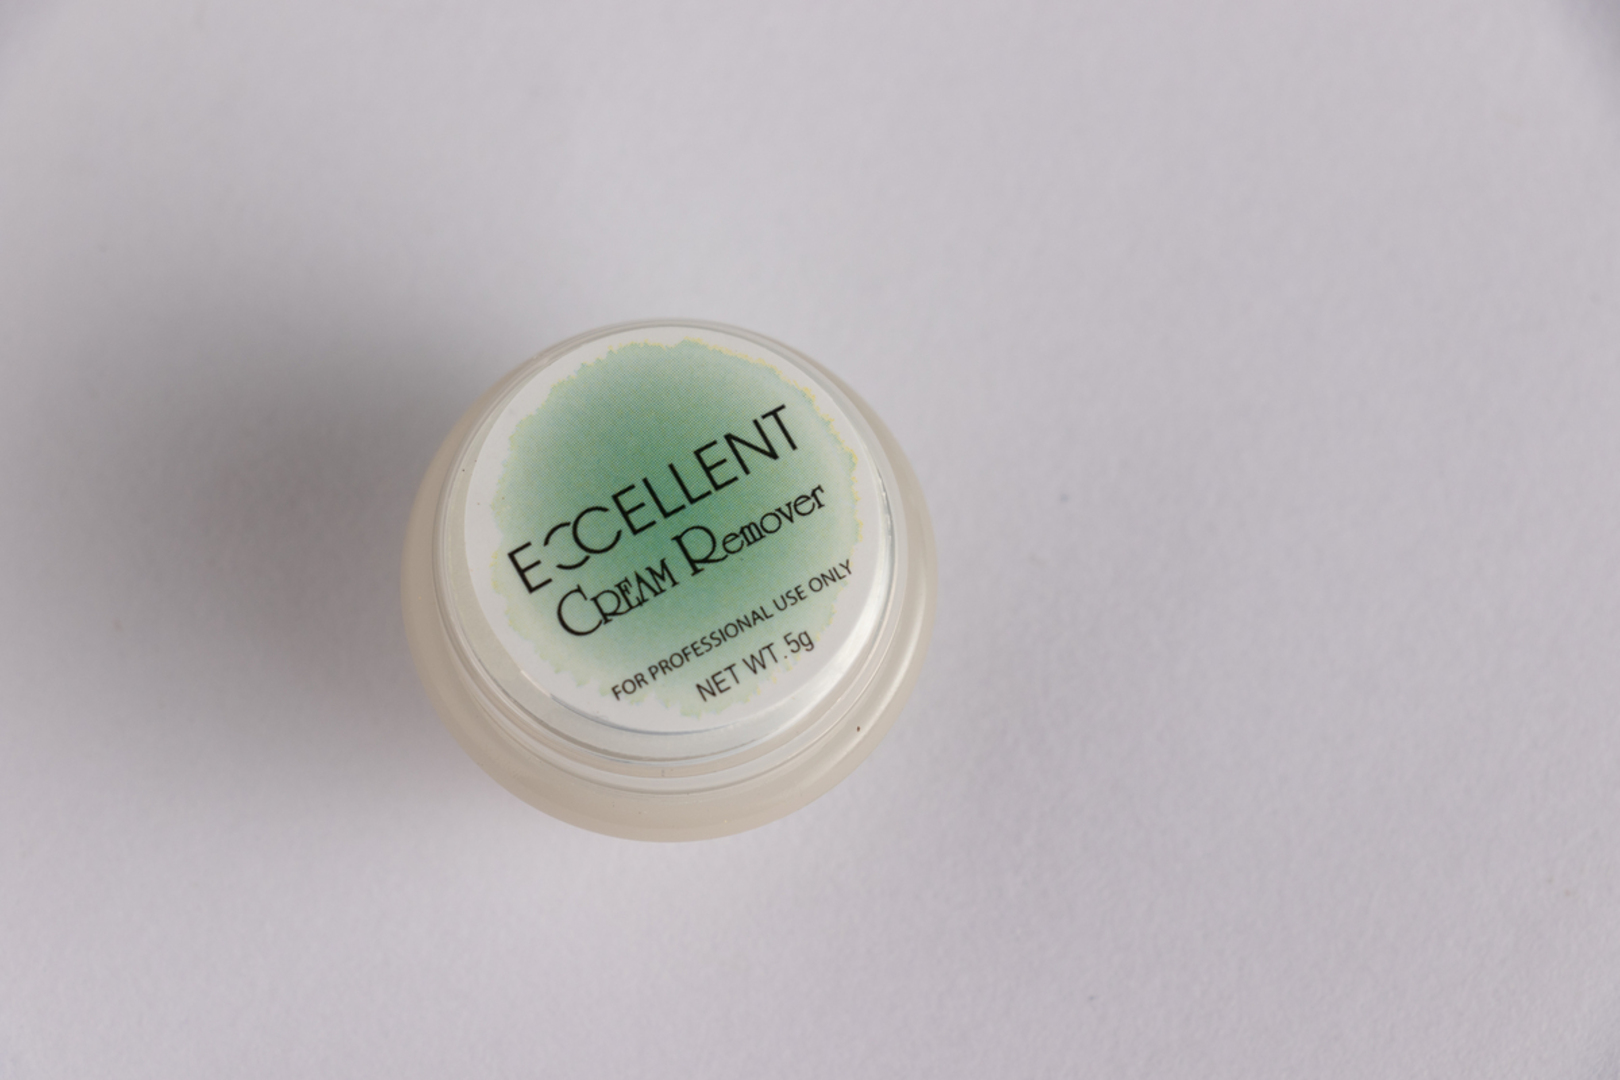 ECCELLENT
CREAM Remover
FOR PROFESSIONAL USE ONLY
NET WT.5g